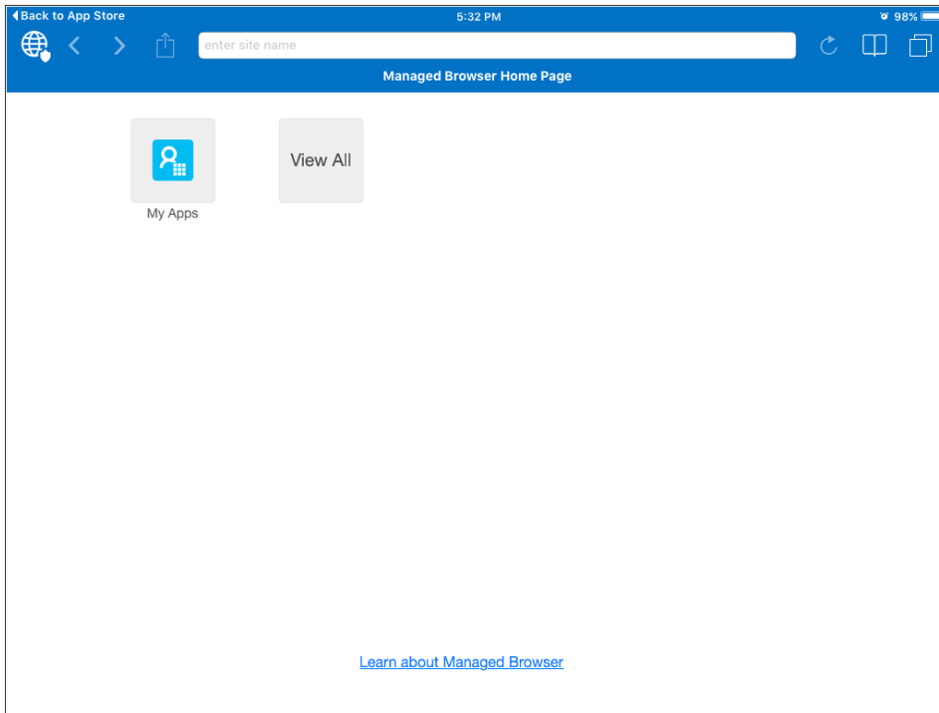 Back to App Store
5:32 PM
98%
enter site name
Managed Browser Home Page
View All
My Apps
Learn about Managed Browser